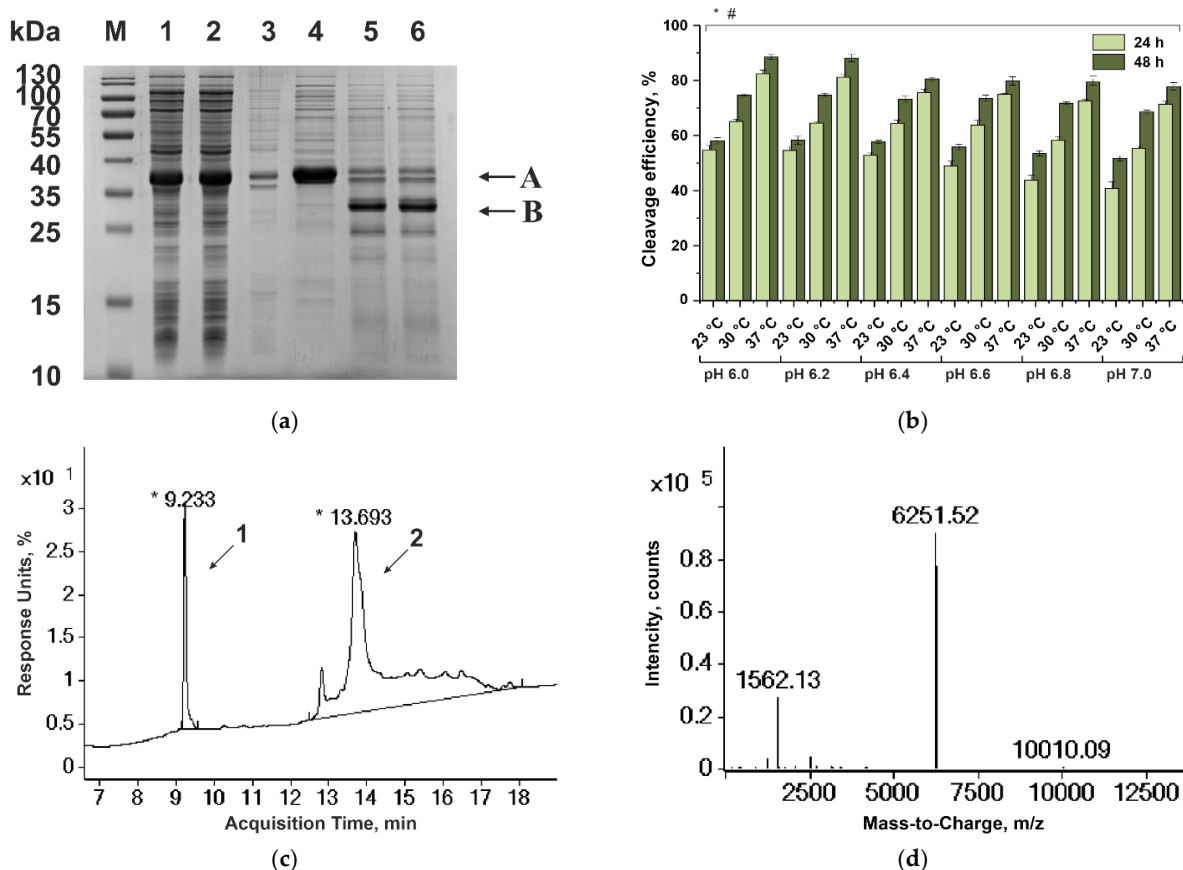 kDa M 1 2 3 4 5 6
130
100
70
55
40
35
25
15
10
A
B
(a)
* #
24 h
48 h
Cleavage efficiency, %
100
80
60
40
20
0
23 °C 30 °C 37 °C 23 °C 30 °C 37 °C 23 °C 30 °C 37 °C 23 °C 30 °C 37 °C 23 °C 30 °C 37 °C 23 °C 30 °C 37 °C
pH 6.0 pH 6.2 pH 6.4 pH 6.6 pH 6.8 pH 7.0
(b)
x10 1
* 9.233
1
* 13.693
2
Response Units, %
3
2.5
2
1.5
1
0.5
0
7 8 9 10 11 12 13 14 15 16 17 18
Acquisition Time, min
(c)
x10 5
6251.52
1562.13
10010.09
Intencity, counts
0.8
0.6
0.4
0.2
0
2500 5000 7500 10000 12500
Mass-to-Charge, m/z
(d)